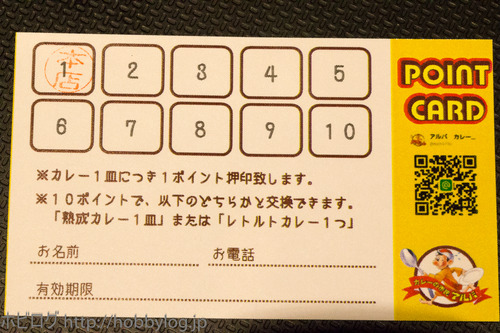 1 2 3 4 5
6 7 8 9 10
※カレー1皿につき1ポイント押印致します。
※10ポイントで、以下のどちらかと交換できます。
「熟成カレー1皿」または「レトルトカレー1つ」
お名前 お電話
有効期限
POINT
CARD
アルバ カレー...
http://hobbylog.jp